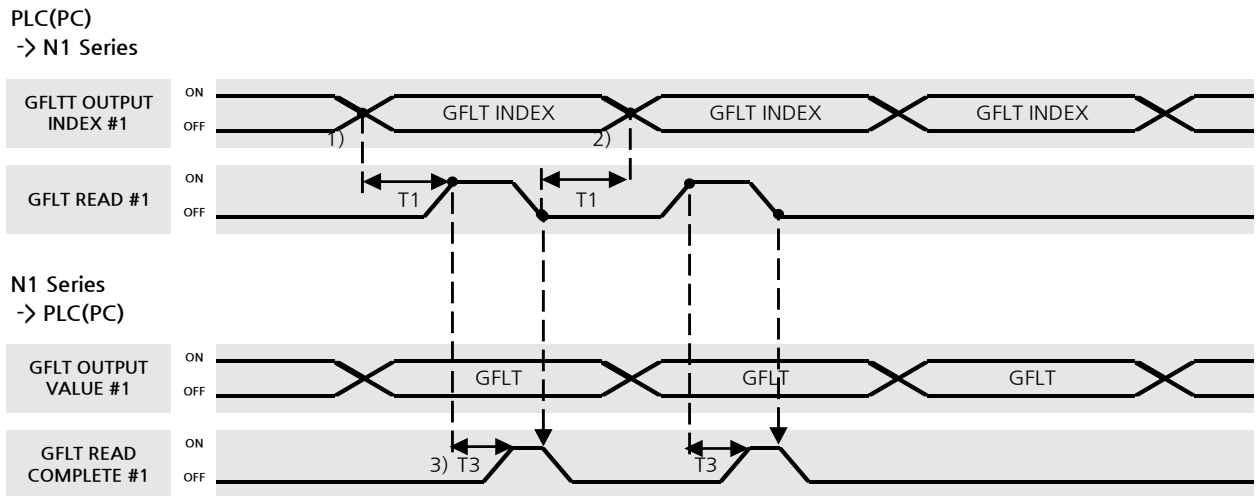 PLC(PC)
-> N1 Series
GFLTT OUTPUT
INDEX #1
ON
OFF
GFLT INDEX
GFLT INDEX
GFLT INDEX
1)
2)
GFLT READ #1
ON
OFF
T1
T1
N1 Series
-> PLC(PC)
GFLT OUTPUT
VALUE #1
ON
OFF
GFLT
GFLT
GFLT
GFLT READ
COMPLETE #1
ON
OFF
3) T3
T3